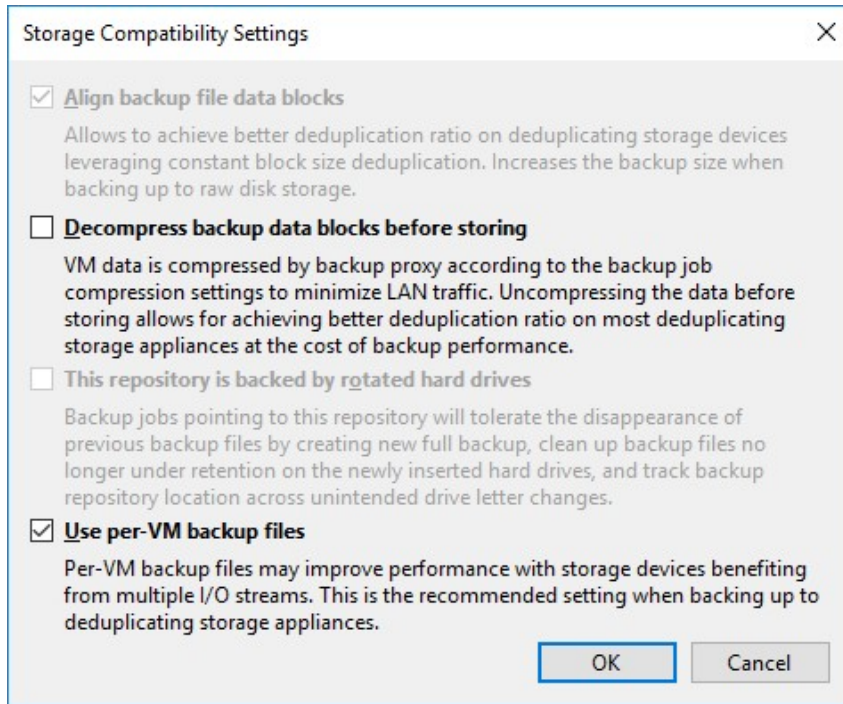 Storage Compatibility Settings
Align backup file data blocks
Allows to achieve better deduplication ratio on deduplicating storage devices
leveraging constant block size deduplication. Increases the backup size when
backing up to raw disk storage.
Decompress backup data blocks before storing
VM data is compressed by backup proxy according to the backup job
compression settings to minimize LAN traffic. Uncompressing the data before
storing allows for achieving better deduplication ratio on most deduplicating
storage appliances at the cost of backup performance.
This repository is backed by rotated hard drives
Backup jobs pointing to this repository will tolerate the disappearance of
previous backup files by creating new full backup, clean up backup files no
longer under retention on the newly inserted hard drives, and track backup
repository location across unintended drive letter changes.
Use per-VM backup files
Per-VM backup files may improve performance with storage devices benefiting
from multiple I/O streams. This is the recommended setting when backing up to
deduplicating storage appliances.
OK Cancel